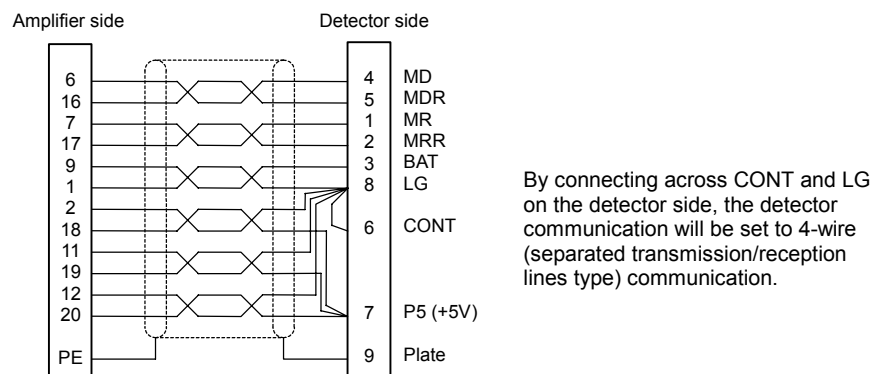 Amplifier side Detector side
6 4 MD
16 5 MDR
7 1 MR
17 2 MRR
9 3 BAT
1 8 LG
2
18 6 CONT
11
19
12
20 7 P5 (+5V)
PE 9 Plate
By connecting across CONT and LG
on the detector side, the detector
communication will be set to 4-wire
(separated transmission/reception
lines type) communication.